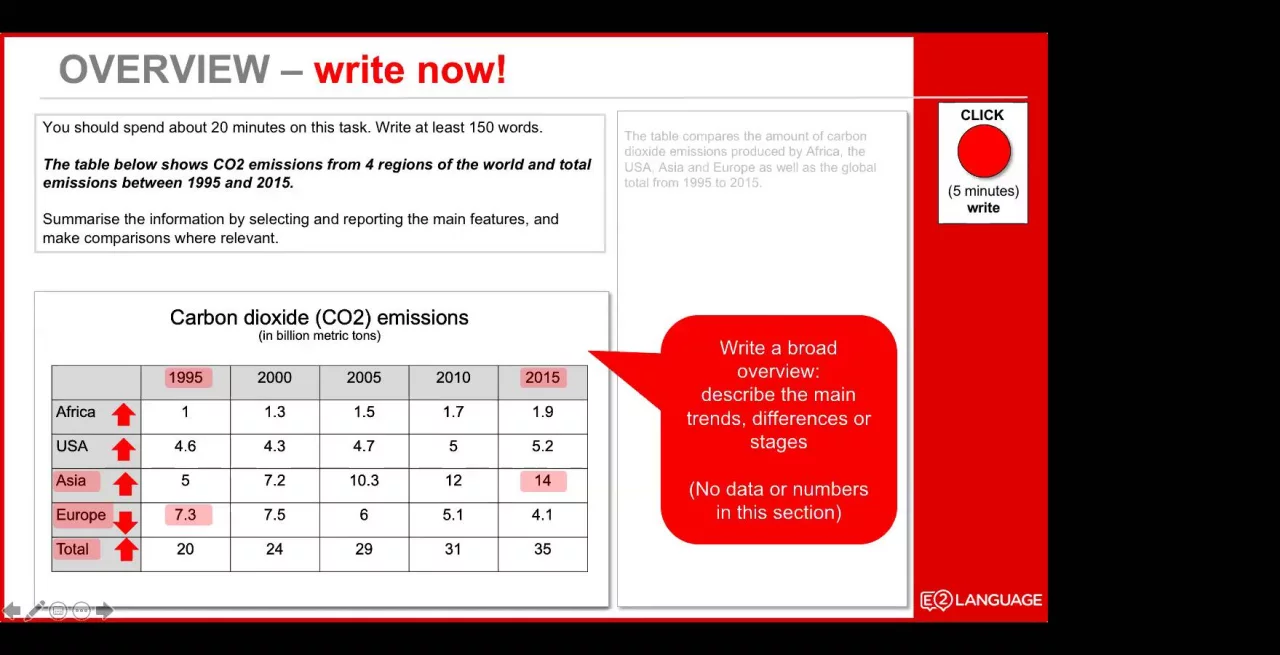 OVERVIEW – write now!
You should spend about 20 minutes on this task. Write at least 150 words.
The table below shows CO2 emissions from 4 regions of the world and total
emissions between 1995 and 2015.
Summarise the information by selecting and reporting the main features, and
make comparisons where relevant.
The table compares the amount of carbon
dioxide emissions produced by Africa, the
USA, Asia and Europe as well as the global
total from 1995 to 2015.
CLICK
(5 minutes)
write
Carbon dioxide (CO2) emissions
(in billion metric tons)
1995 2000 2005 2010 2015
Africa 1 1.3 1.5 1.7 1.9
USA 4.6 4.3 4.7 5 5.2
Asia 5 7.2 10.3 12 14
Europe 7.3 7.5 6 5.1 4.1
Total 20 24 29 31 35
Write a broad
overview:
describe the main
trends, differences or
stages
(No data or numbers
in this section)
E2 LANGUAGE